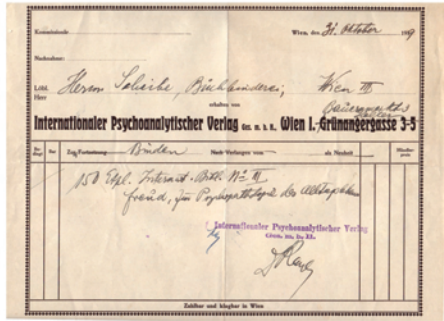 Kommissionär
Wien, den 31. Oktober 1919
Nachnahme:
Löbl. Herrn Scheibe, Buchbinderei, Wien III
Herr
erhalten von
Internationaler Psychoanalytischer Verlag Ges. m. b. H., Wien I. Grünangergasse 3-5
Zur Fortsetzung Binden Nach Verlangen vom als Neuheit
150 Expl. Internat. Bibl. No III
Freud, Zur Psychopathologie des Alltagslebens
Internationaler Psychoanalytischer Verlag
Ges. m. b. H.
Zahlbar und klagbar in Wien